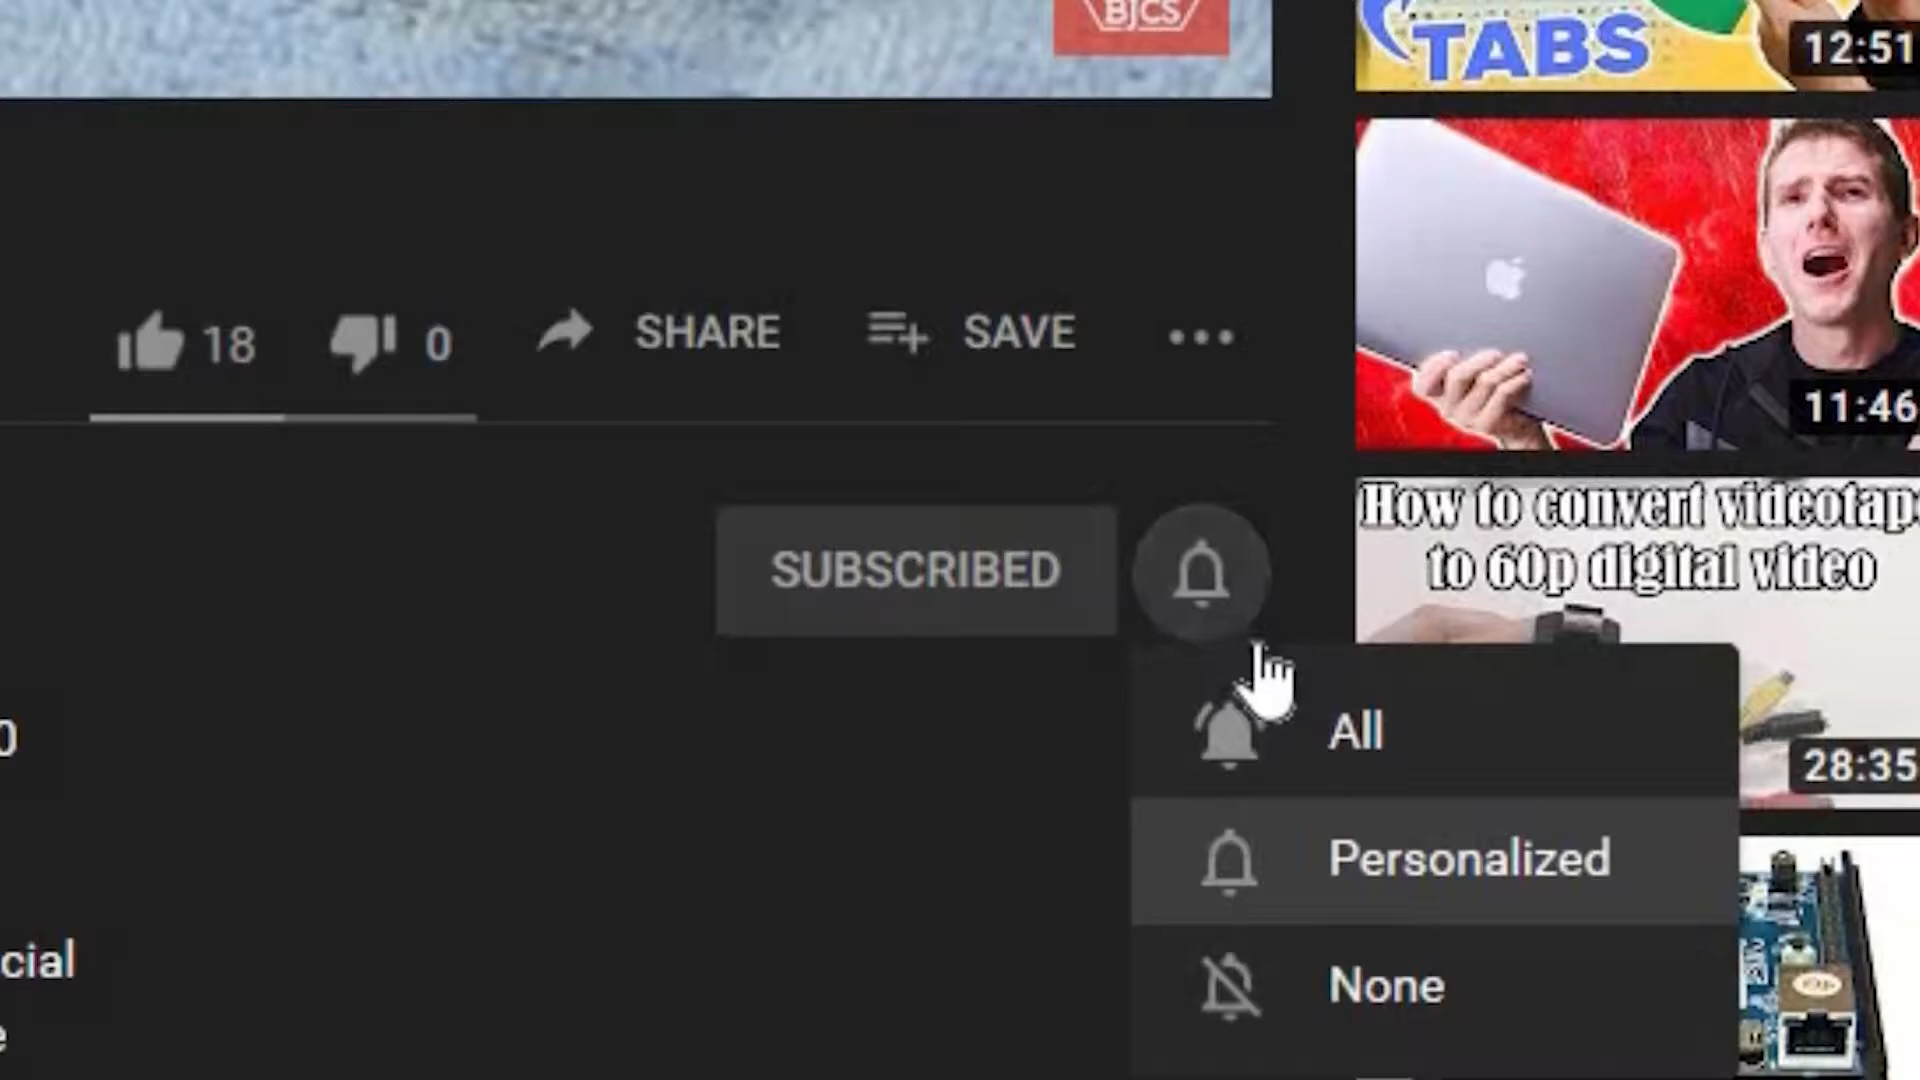 BJCS
TABS
12:51
11:46
18
0
SHARE
SAVE
SUBSCRIBED
How to convert videotap
to 60p digital video
28:35
All
Personalized
None
0
cial
e